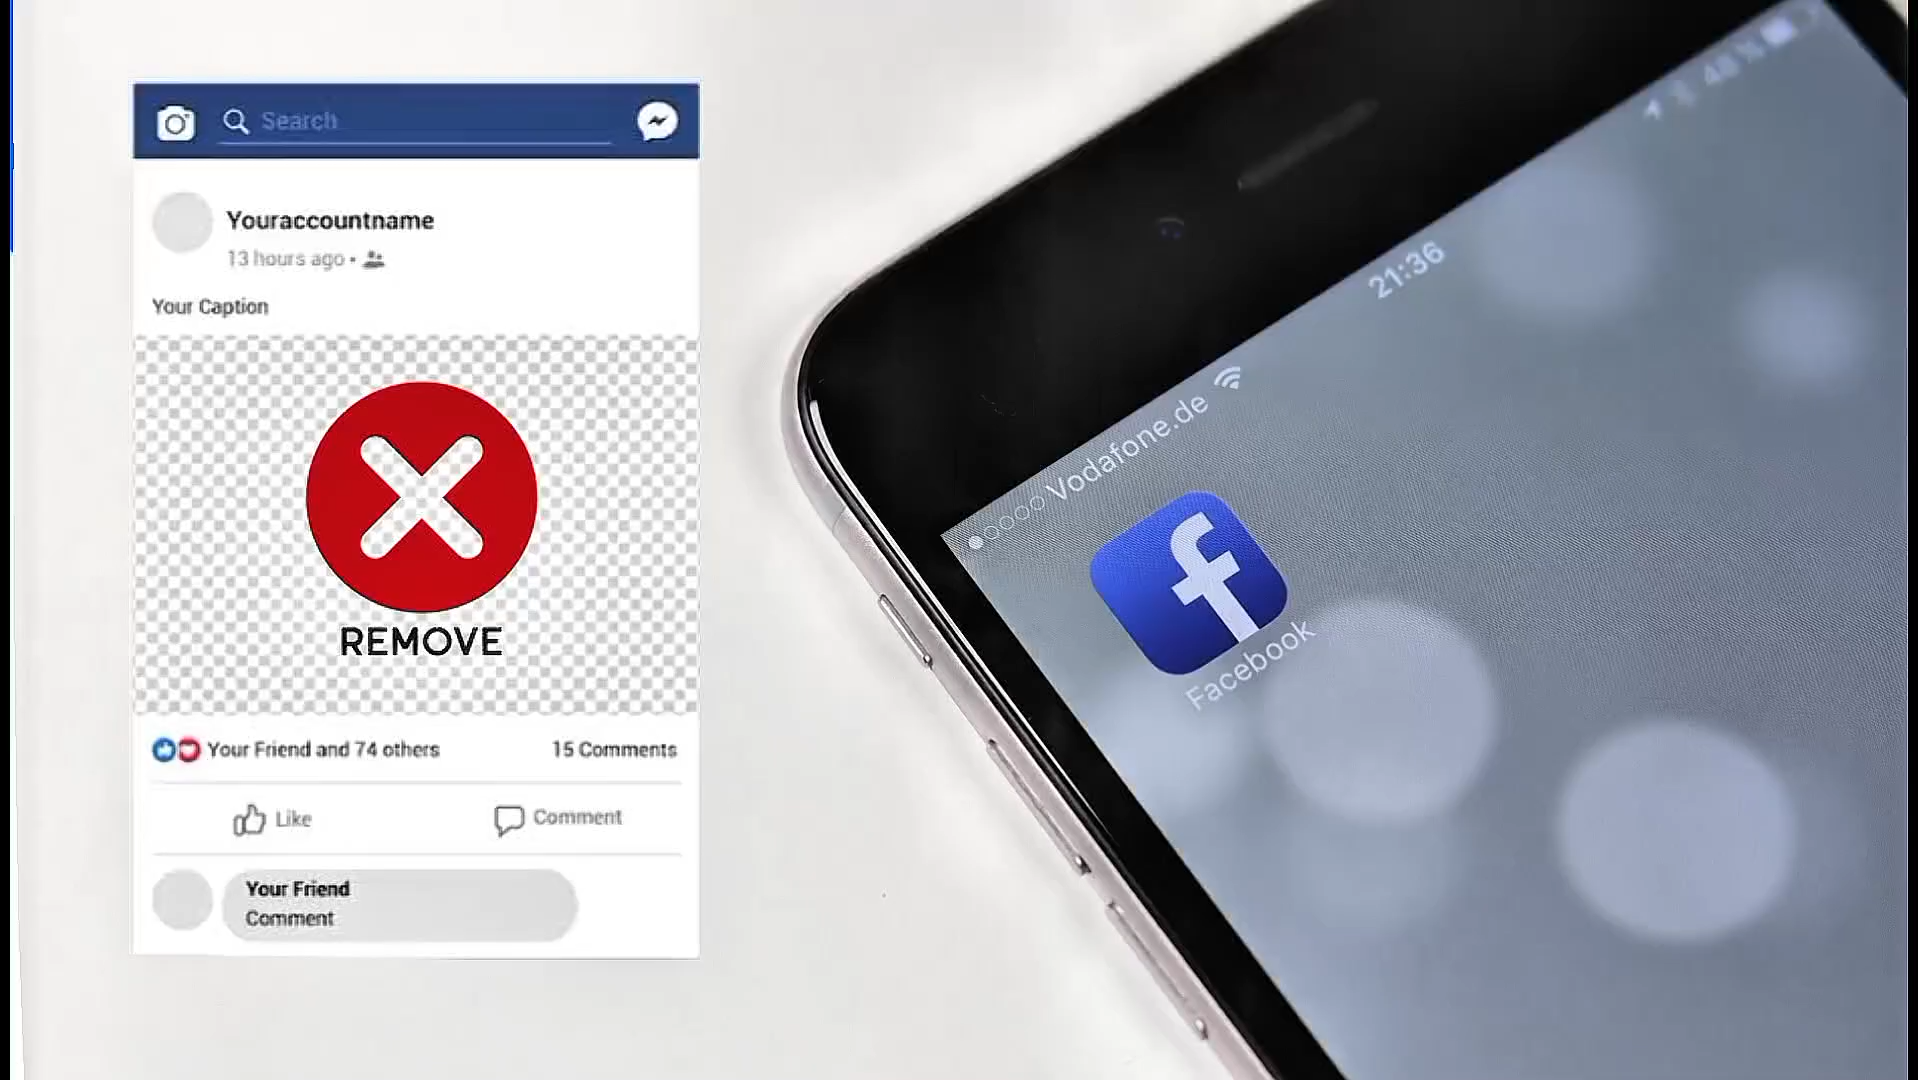 Search
Youraccountname
13 hours ago •
Your Caption
REMOVE
Your Friend and 74 others
15 Comments
Like
Comment
Your Friend
Comment
48 %
21:36
Vodafone.de
Facebook